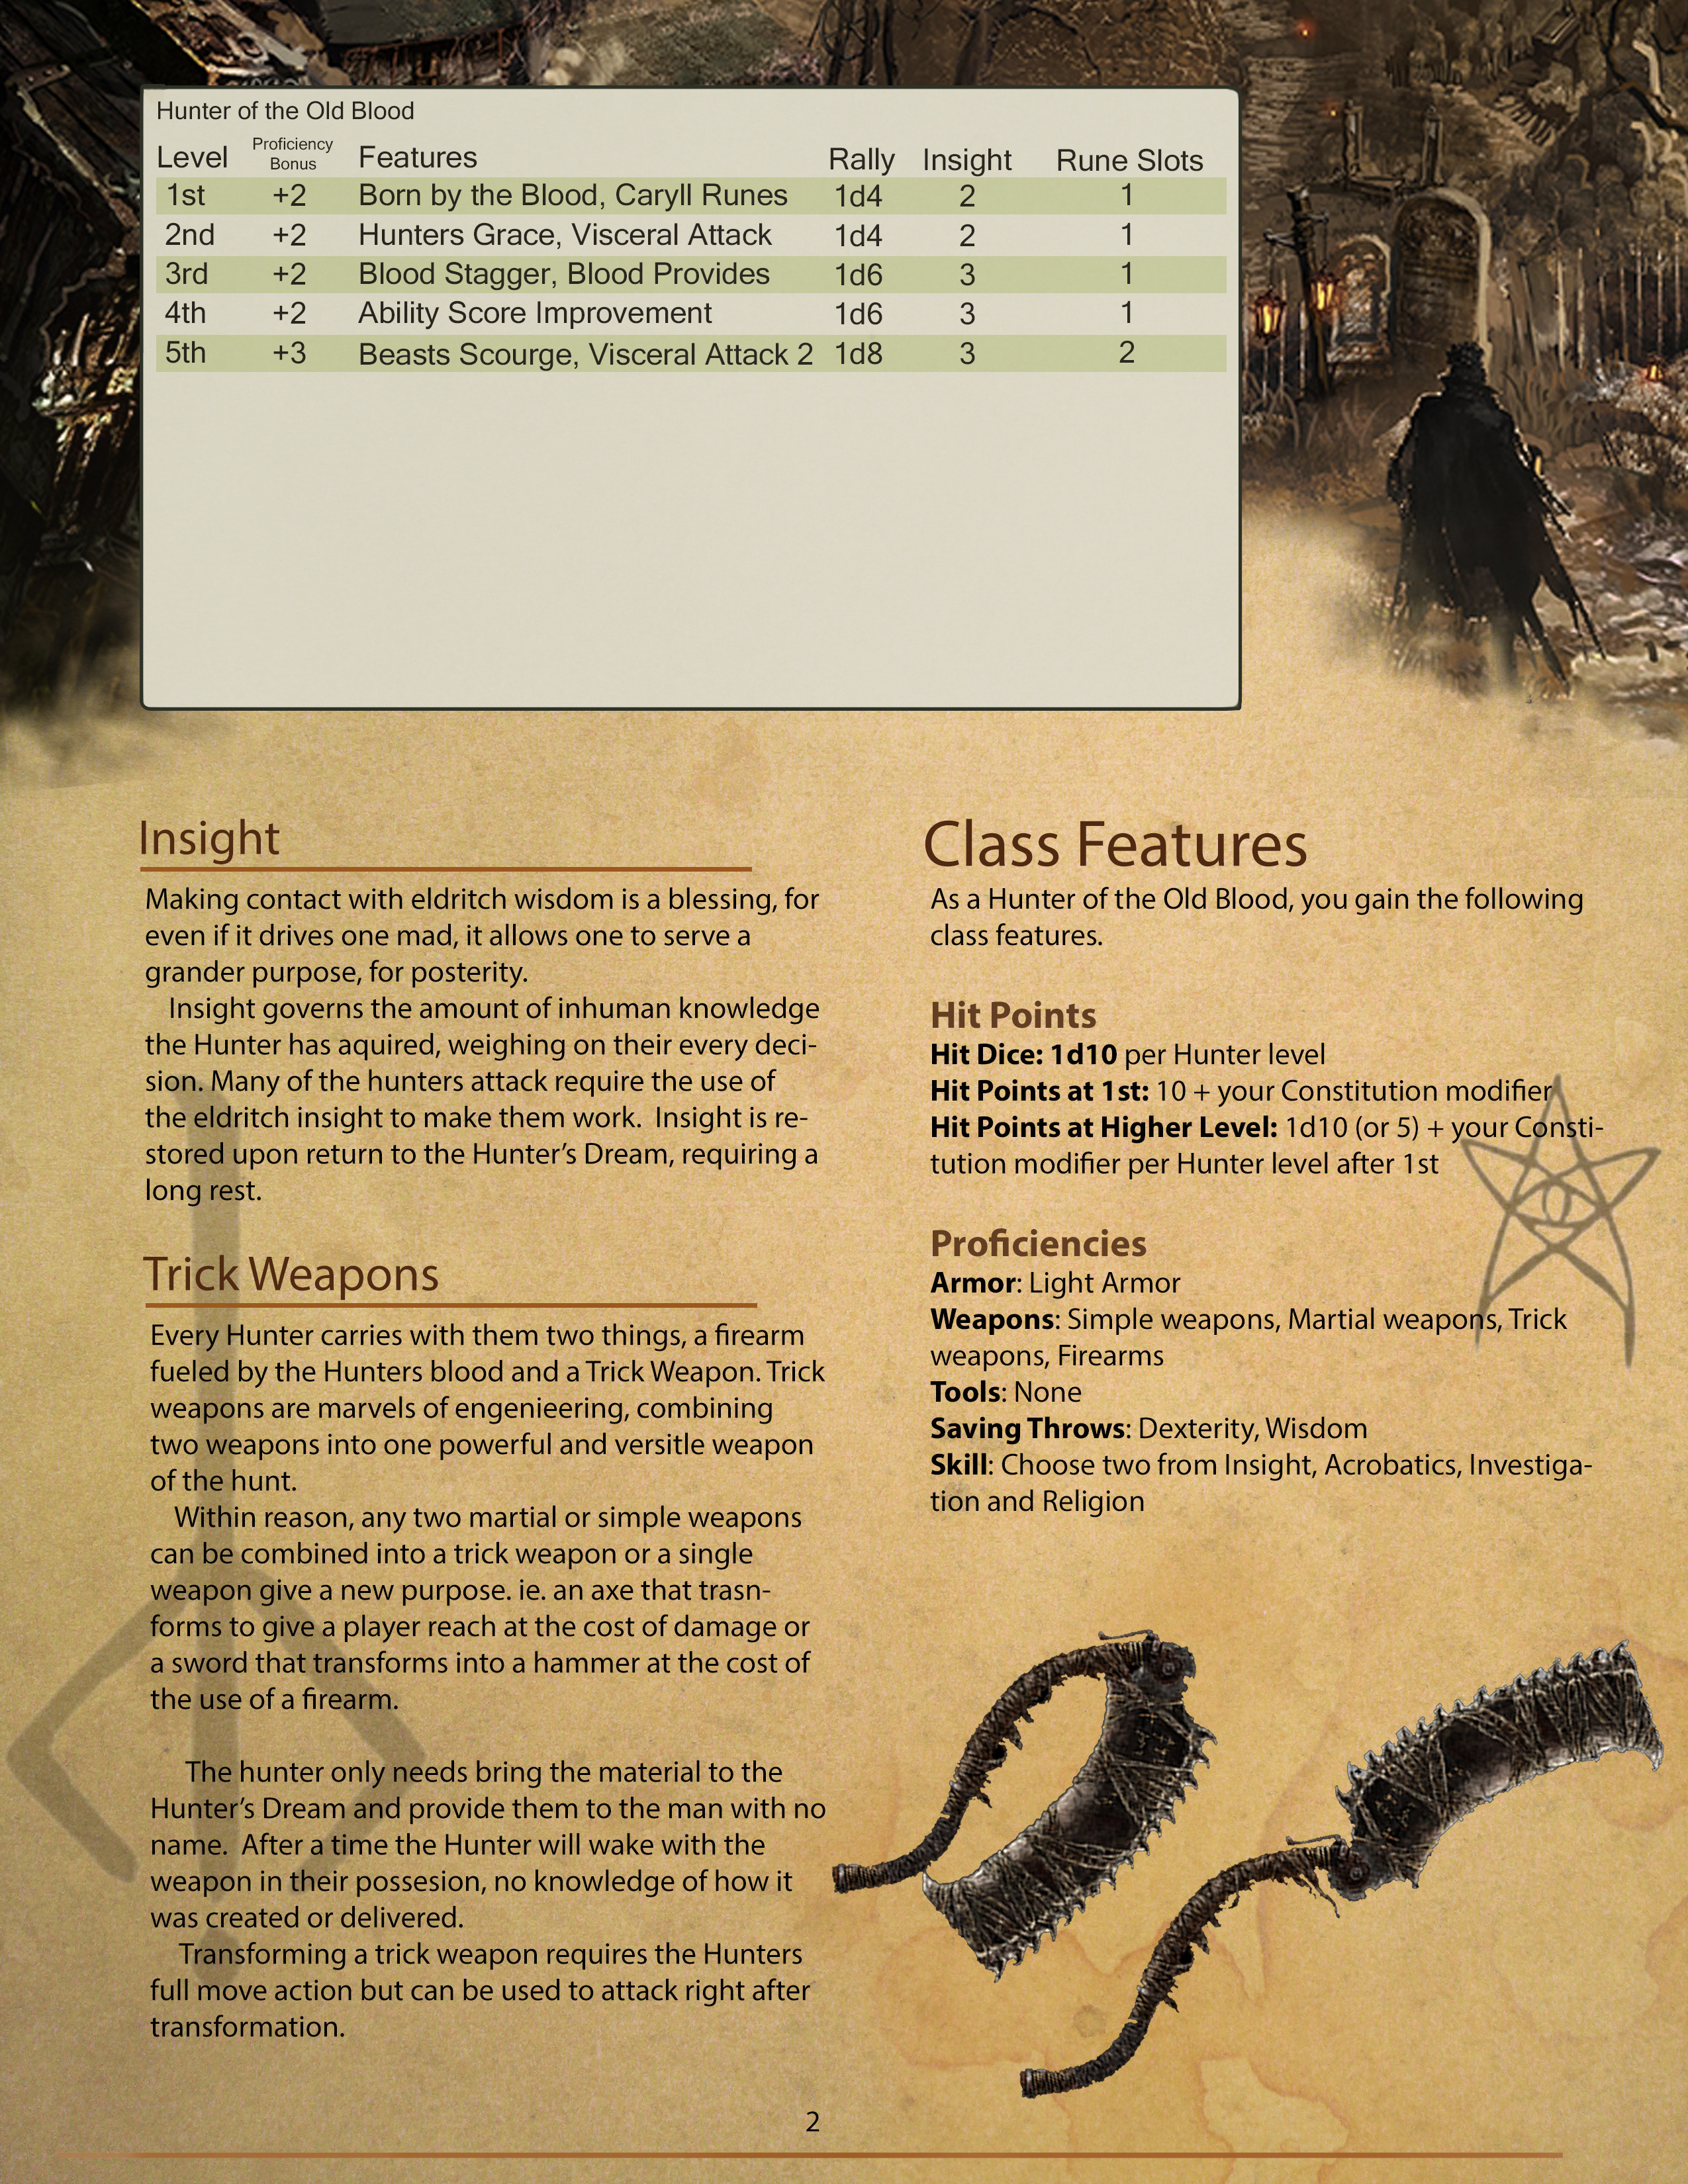 Hunter of the Old Blood
Level Proficiency Bonus Features Rally Insight Rune Slots
1st +2 Born by the Blood, Caryll Runes 1d4 2 1
2nd +2 Hunters Grace, Visceral Attack 1d4 2 1
3rd +2 Blood Stagger, Blood Provides 1d6 3 1
4th +2 Ability Score Improvement 1d6 3 1
5th +3 Beasts Scourge, Visceral Attack 2 1d8 3 2
Insight
Making contact with eldritch wisdom is a blessing, for
even if it drives one mad, it allows one to serve a
grander purpose, for posterity.
Insight governs the amount of inhuman knowledge
the Hunter has aquired, weighing on their every deci-
sion. Many of the hunters attack require the use of
the eldritch insight to make them work. Insight is re-
stored upon return to the Hunter's Dream, requiring a
long rest.
Trick Weapons
Every Hunter carries with them two things, a firearm
fueled by the Hunters blood and a Trick Weapon. Trick
weapons are marvels of engenieering, combining
two weapons into one powerful and versitle weapon
of the hunt.
Within reason, any two martial or simple weapons
can be combined into a trick weapon or a single
weapon give a new purpose. ie. an axe that trasn-
forms to give a player reach at the cost of damage or
a sword that transforms into a hammer at the cost of
the use of a firearm.
The hunter only needs bring the material to the
Hunter's Dream and provide them to the man with no
name. After a time the Hunter will wake with the
weapon in their possesion, no knowledge of how it
was created or delivered.
Transforming a trick weapon requires the Hunters
full move action but can be used to attack right after
transformation.
Class Features
As a Hunter of the Old Blood, you gain the following
class features.
Hit Points
Hit Dice: 1d10 per Hunter level
Hit Points at 1st: 10 + your Constitution modifier
Hit Points at Higher Level: 1d10 (or 5) + your Consti-
tution modifier per Hunter level after 1st
Proficiencies
Armor: Light Armor
Weapons: Simple weapons, Martial weapons, Trick
weapons, Firearms
Tools: None
Saving Throws: Dexterity, Wisdom
Skill: Choose two from Insight, Acrobatics, Investiga-
tion and Religion
2